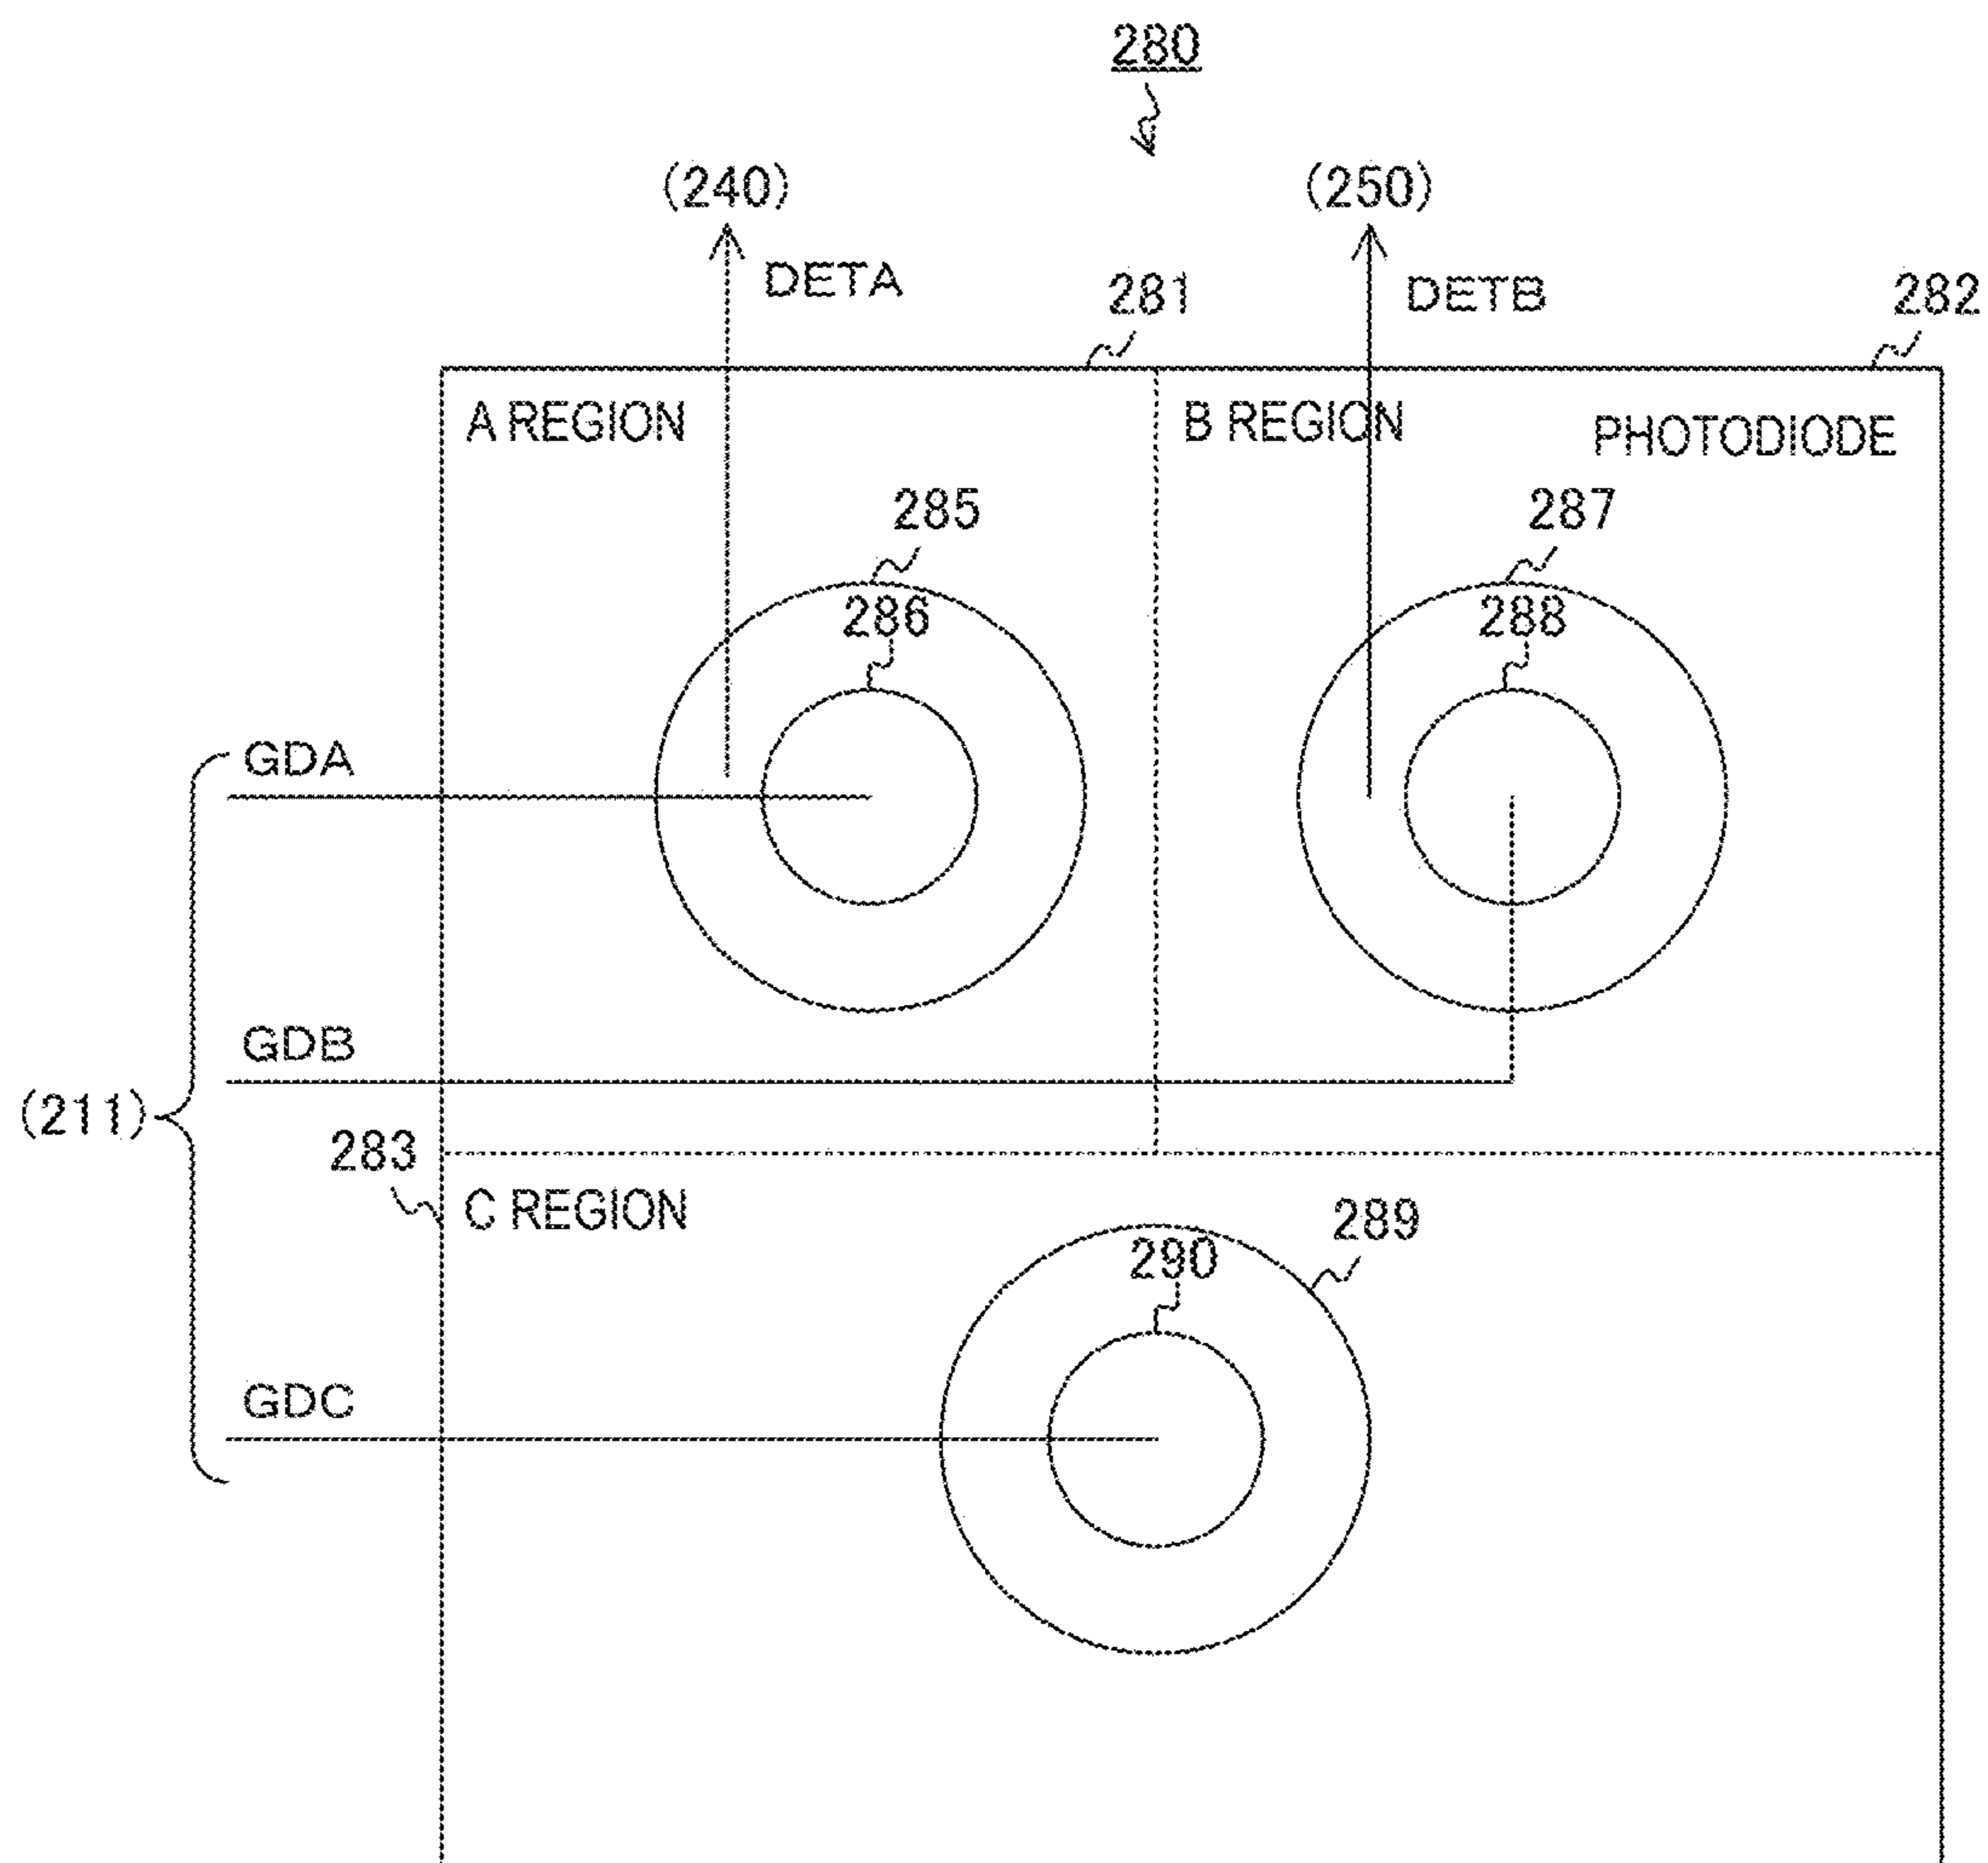 280
(240)
(250)
DETA
DETB
281
282
A REGION
B REGION
PHOTODIODE
285
287
286
288
GDA
GDB
(211)
283
C REGION
289
290
GDC